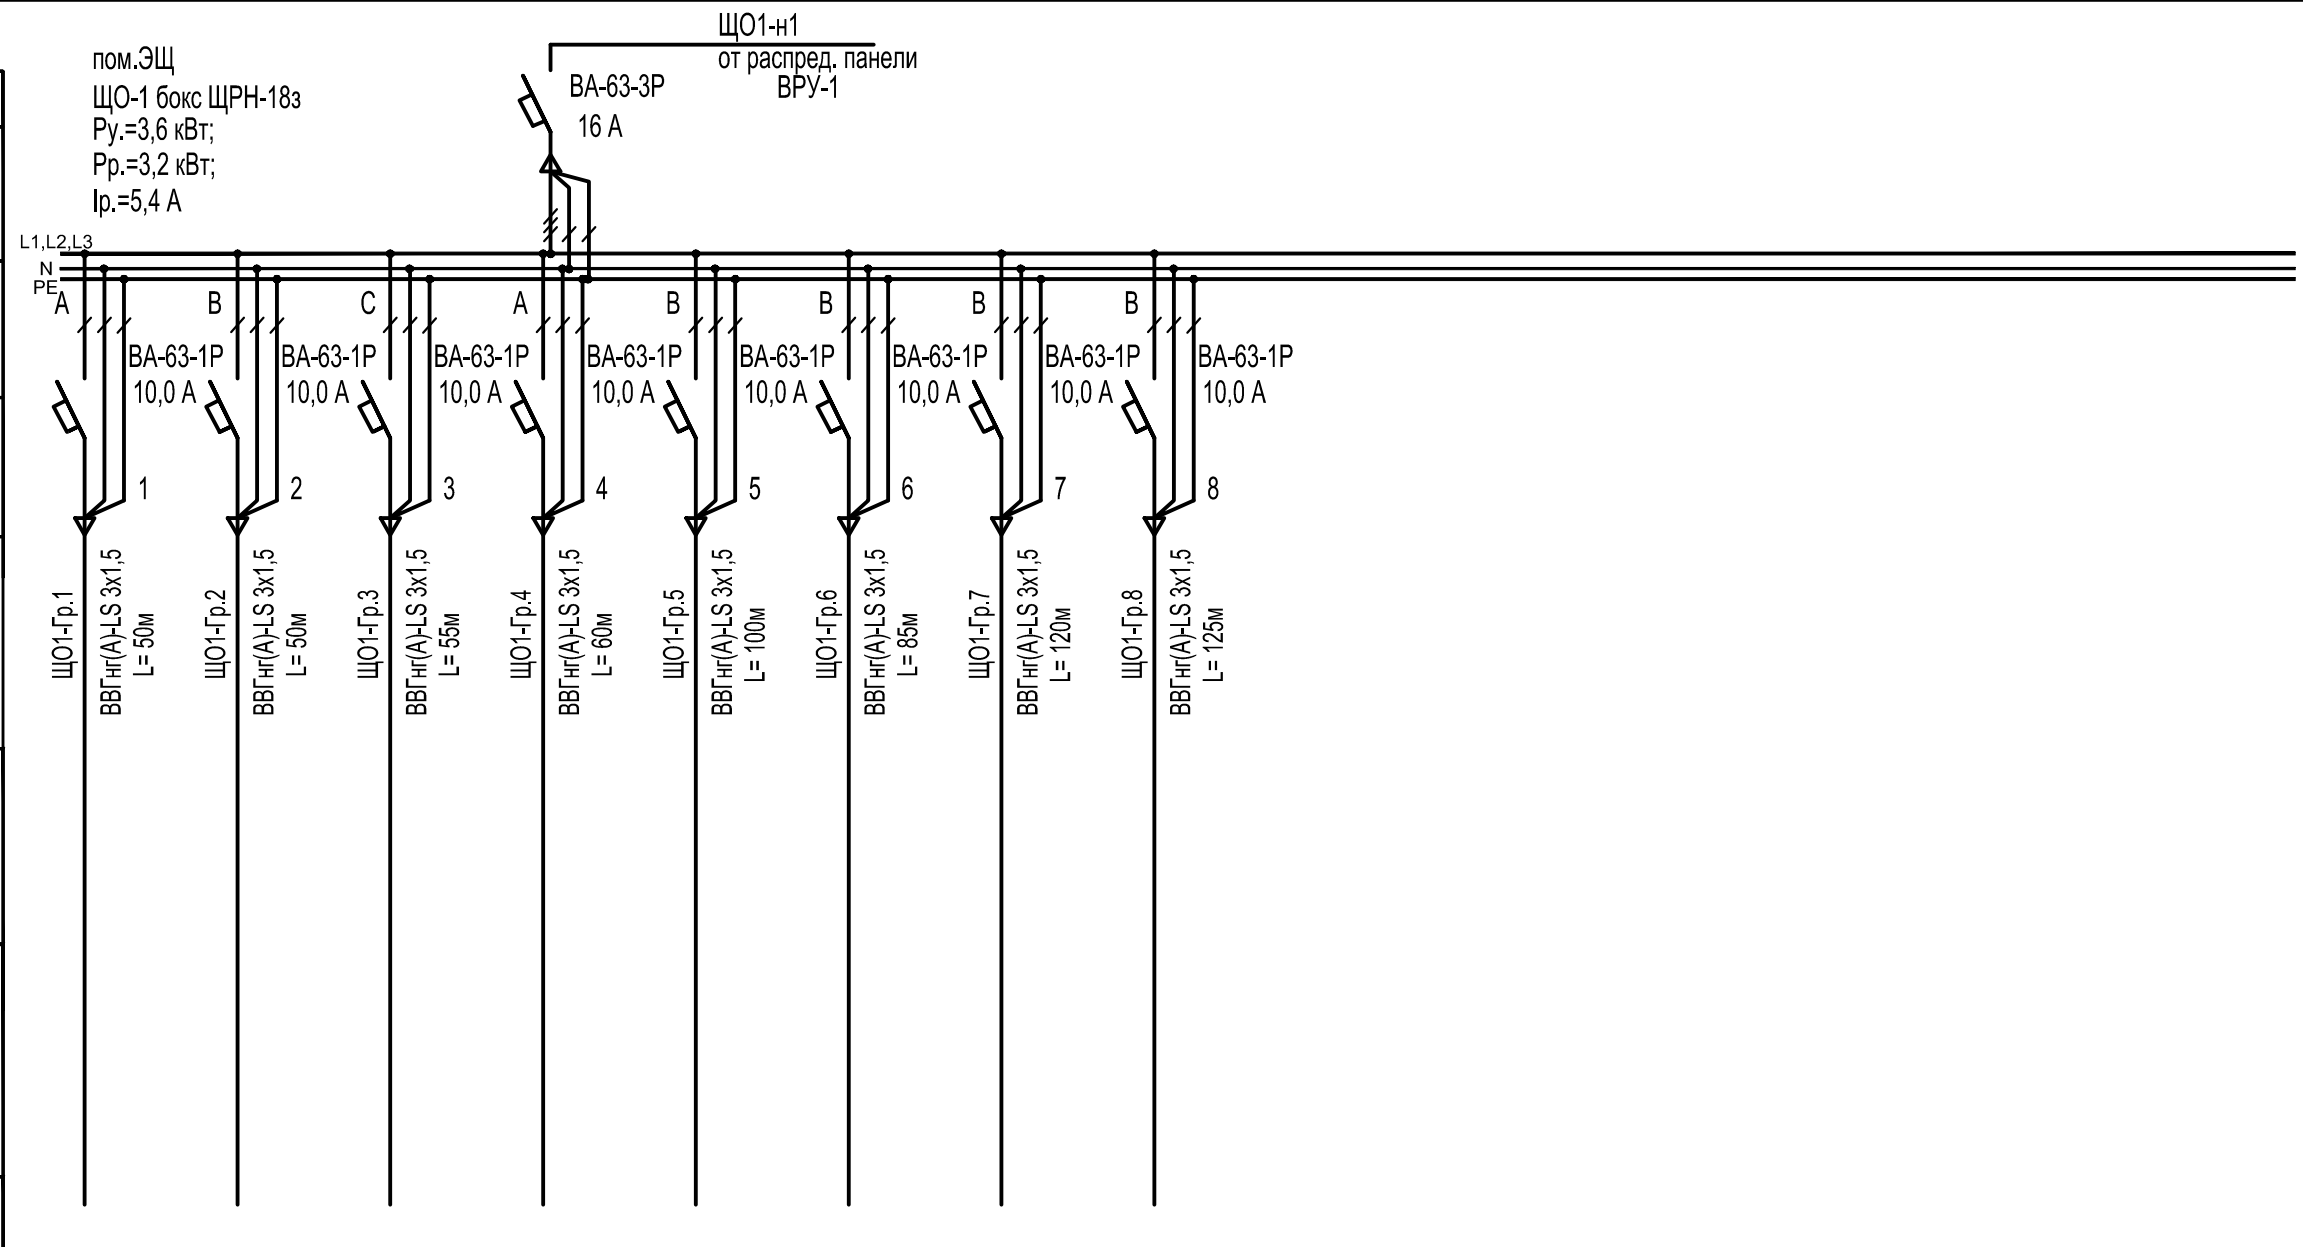 ЩО1-н1
от распред. панели
ВРУ-1
пом.ЭЩ
ЩО-1 бокс ЩРН-18з
Ру.=3,6 кВт;
Рр.=3,2 кВт;
Iр.=5,4 А
ВА-63-3Р
16 А
L1,L2,L3
N
PE
А
В
С
А
В
В
В
В
ВА-63-1Р
10,0 А
ВА-63-1Р
10,0 А
ВА-63-1Р
10,0 А
ВА-63-1Р
10,0 А
ВА-63-1Р
10,0 А
ВА-63-1Р
10,0 А
ВА-63-1Р
10,0 А
ВА-63-1Р
10,0 А
1
2
3
4
5
6
7
8
ЩО1-Гр.1
ВВГнг(А)-LS 3х1,5
L= 50м
ЩО1-Гр.2
ВВГнг(А)-LS 3х1,5
L= 50м
ЩО1-Гр.3
ВВГнг(А)-LS 3х1,5
L= 55м
ЩО1-Гр.4
ВВГнг(А)-LS 3х1,5
L= 60м
ЩО1-Гр.5
ВВГнг(А)-LS 3х1,5
L= 100м
ЩО1-Гр.6
ВВГнг(А)-LS 3х1,5
L= 85м
ЩО1-Гр.7
ВВГнг(А)-LS 3х1,5
L= 120м
ЩО1-Гр.8
ВВГнг(А)-LS 3х1,5
L= 125м